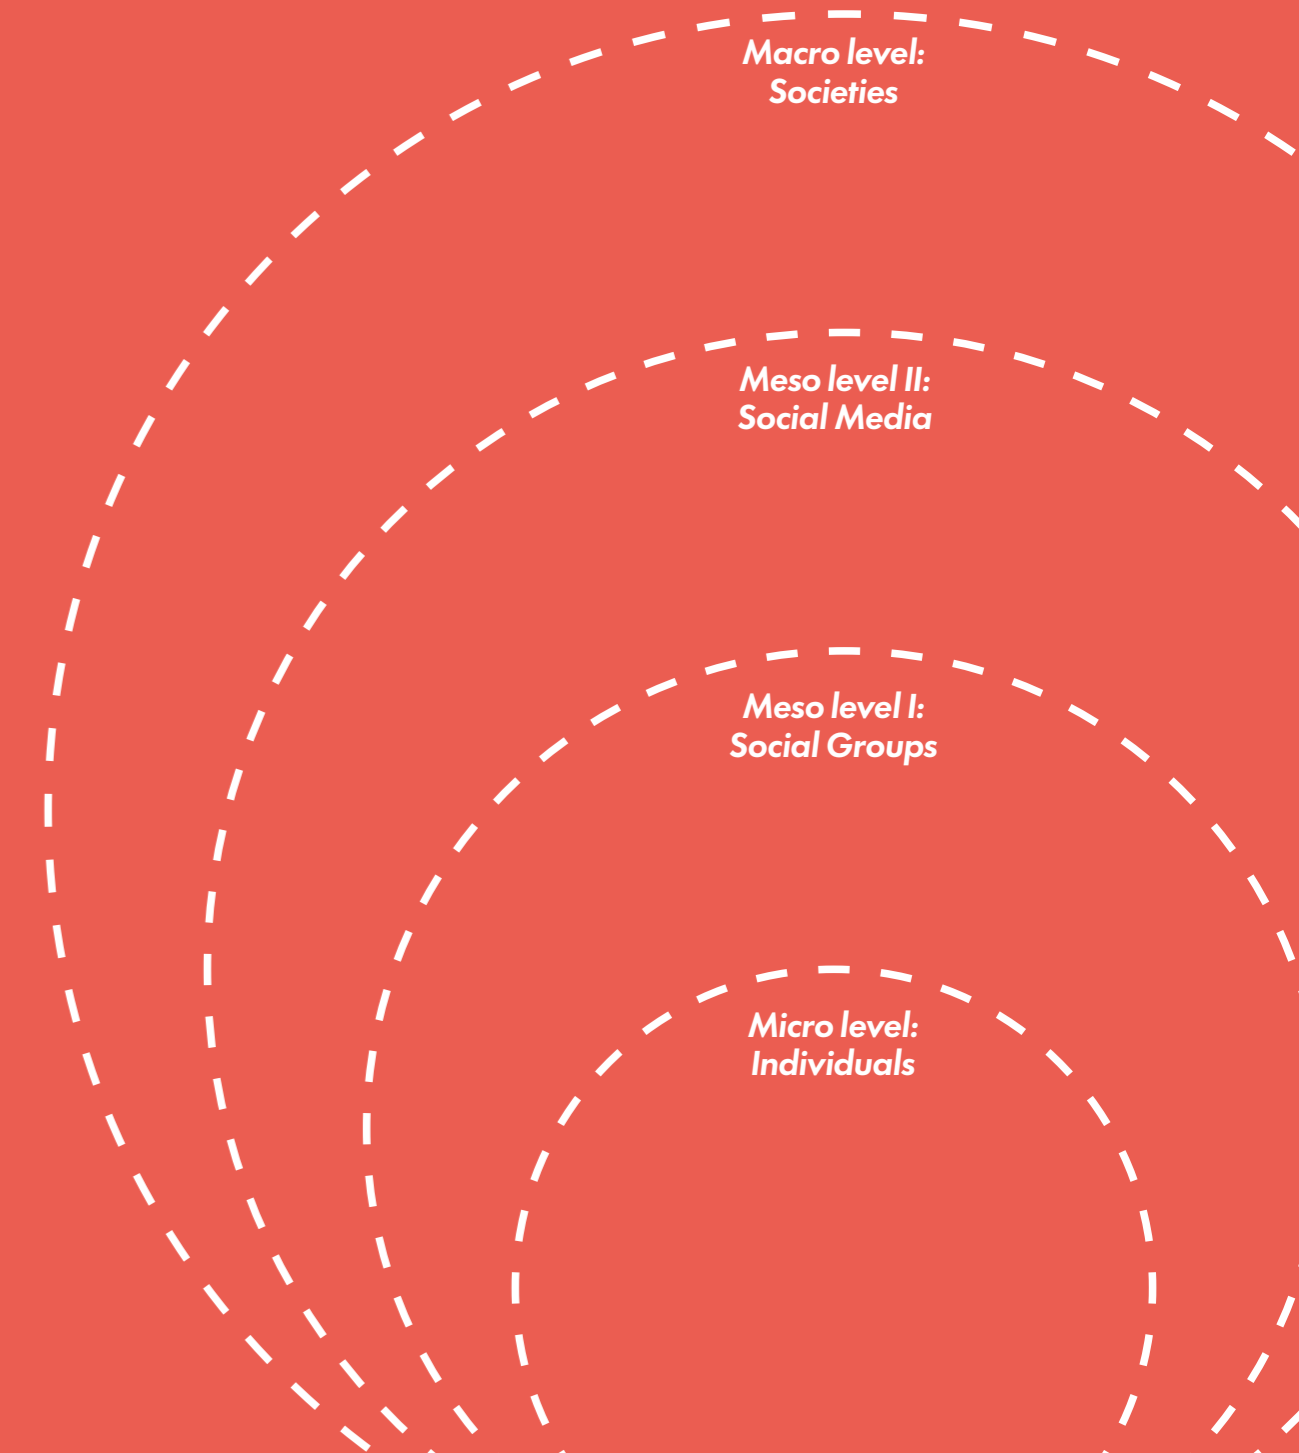 Macro level:
Societies
Meso level II:
Social Media
Meso level I:
Social Groups
Micro level:
Individuals